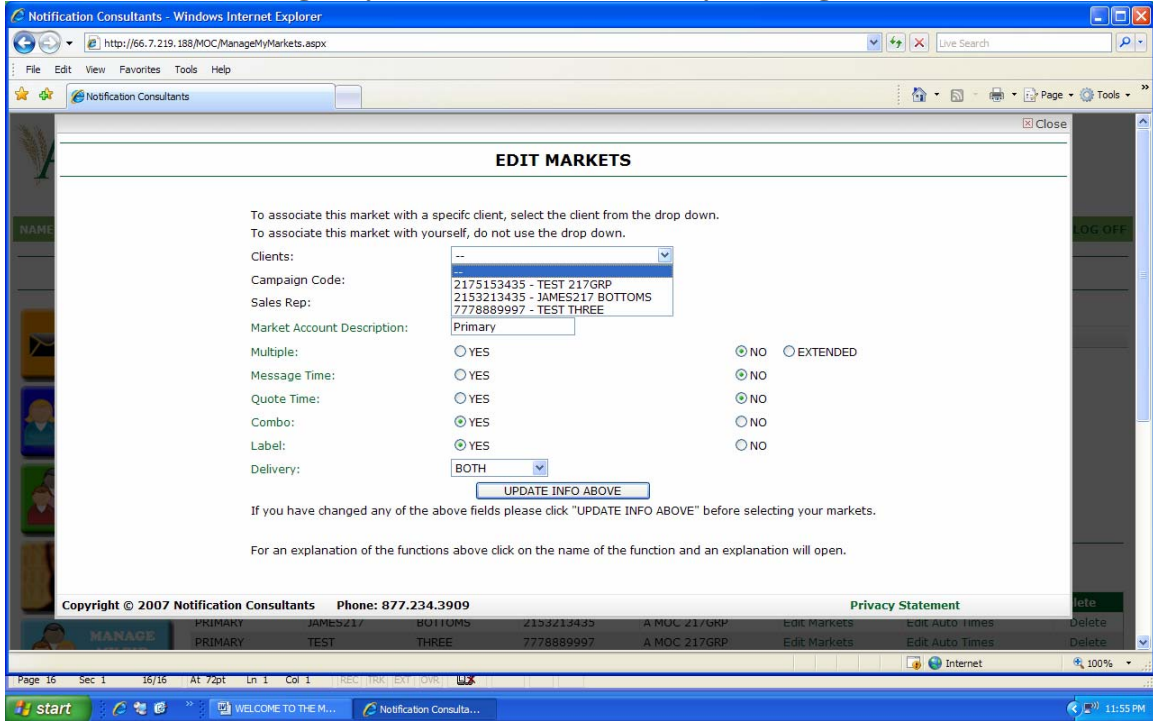 Notification Consultants - Windows Internet Explorer
http://66.7.219.188/MOC/ManageMyMarkets.aspx
Live Search
File Edit View Favorites Tools Help
Notification Consultants
Page
Tools
Close
EDIT MARKETS
NAME
LOG OFF
To associate this market with a specifc client, select the client from the drop down.
To associate this market with yourself, do not use the drop down.
Clients: --
--
Campaign Code: 2175153435 - TEST 217GRP
2153213435 - JAMES217 BOTTOMS
Sales Rep: 7778889997 - TEST THREE
Market Account Description: Primary
Multiple: YES NO EXTENDED
Message Time: YES NO
Quote Time: YES NO
Combo: YES NO
Label: YES NO
Delivery: BOTH
UPDATE INFO ABOVE
If you have changed any of the above fields please click "UPDATE INFO ABOVE" before selecting your markets.
For an explanation of the functions above click on the name of the function and an explanation will open.
Copyright © 2007 Notification Consultants Phone: 877.234.3909 Privacy Statement
lete
PRIMARY JAMES217 BOTTOMS 2153213435 A MOC 217GRP Edit Markets Edit Auto Times Delete
MANAGE
PRIMARY TEST THREE 7778889997 A MOC 217GRP Edit Markets Edit Auto Times Delete
Internet 100%
Page 16 Sec 1 16/16 At 72pt Ln 1 Col 1 REC TRK EXT OVR
start
WELCOME TO THE M...
Notification Consulta...
11:55 PM